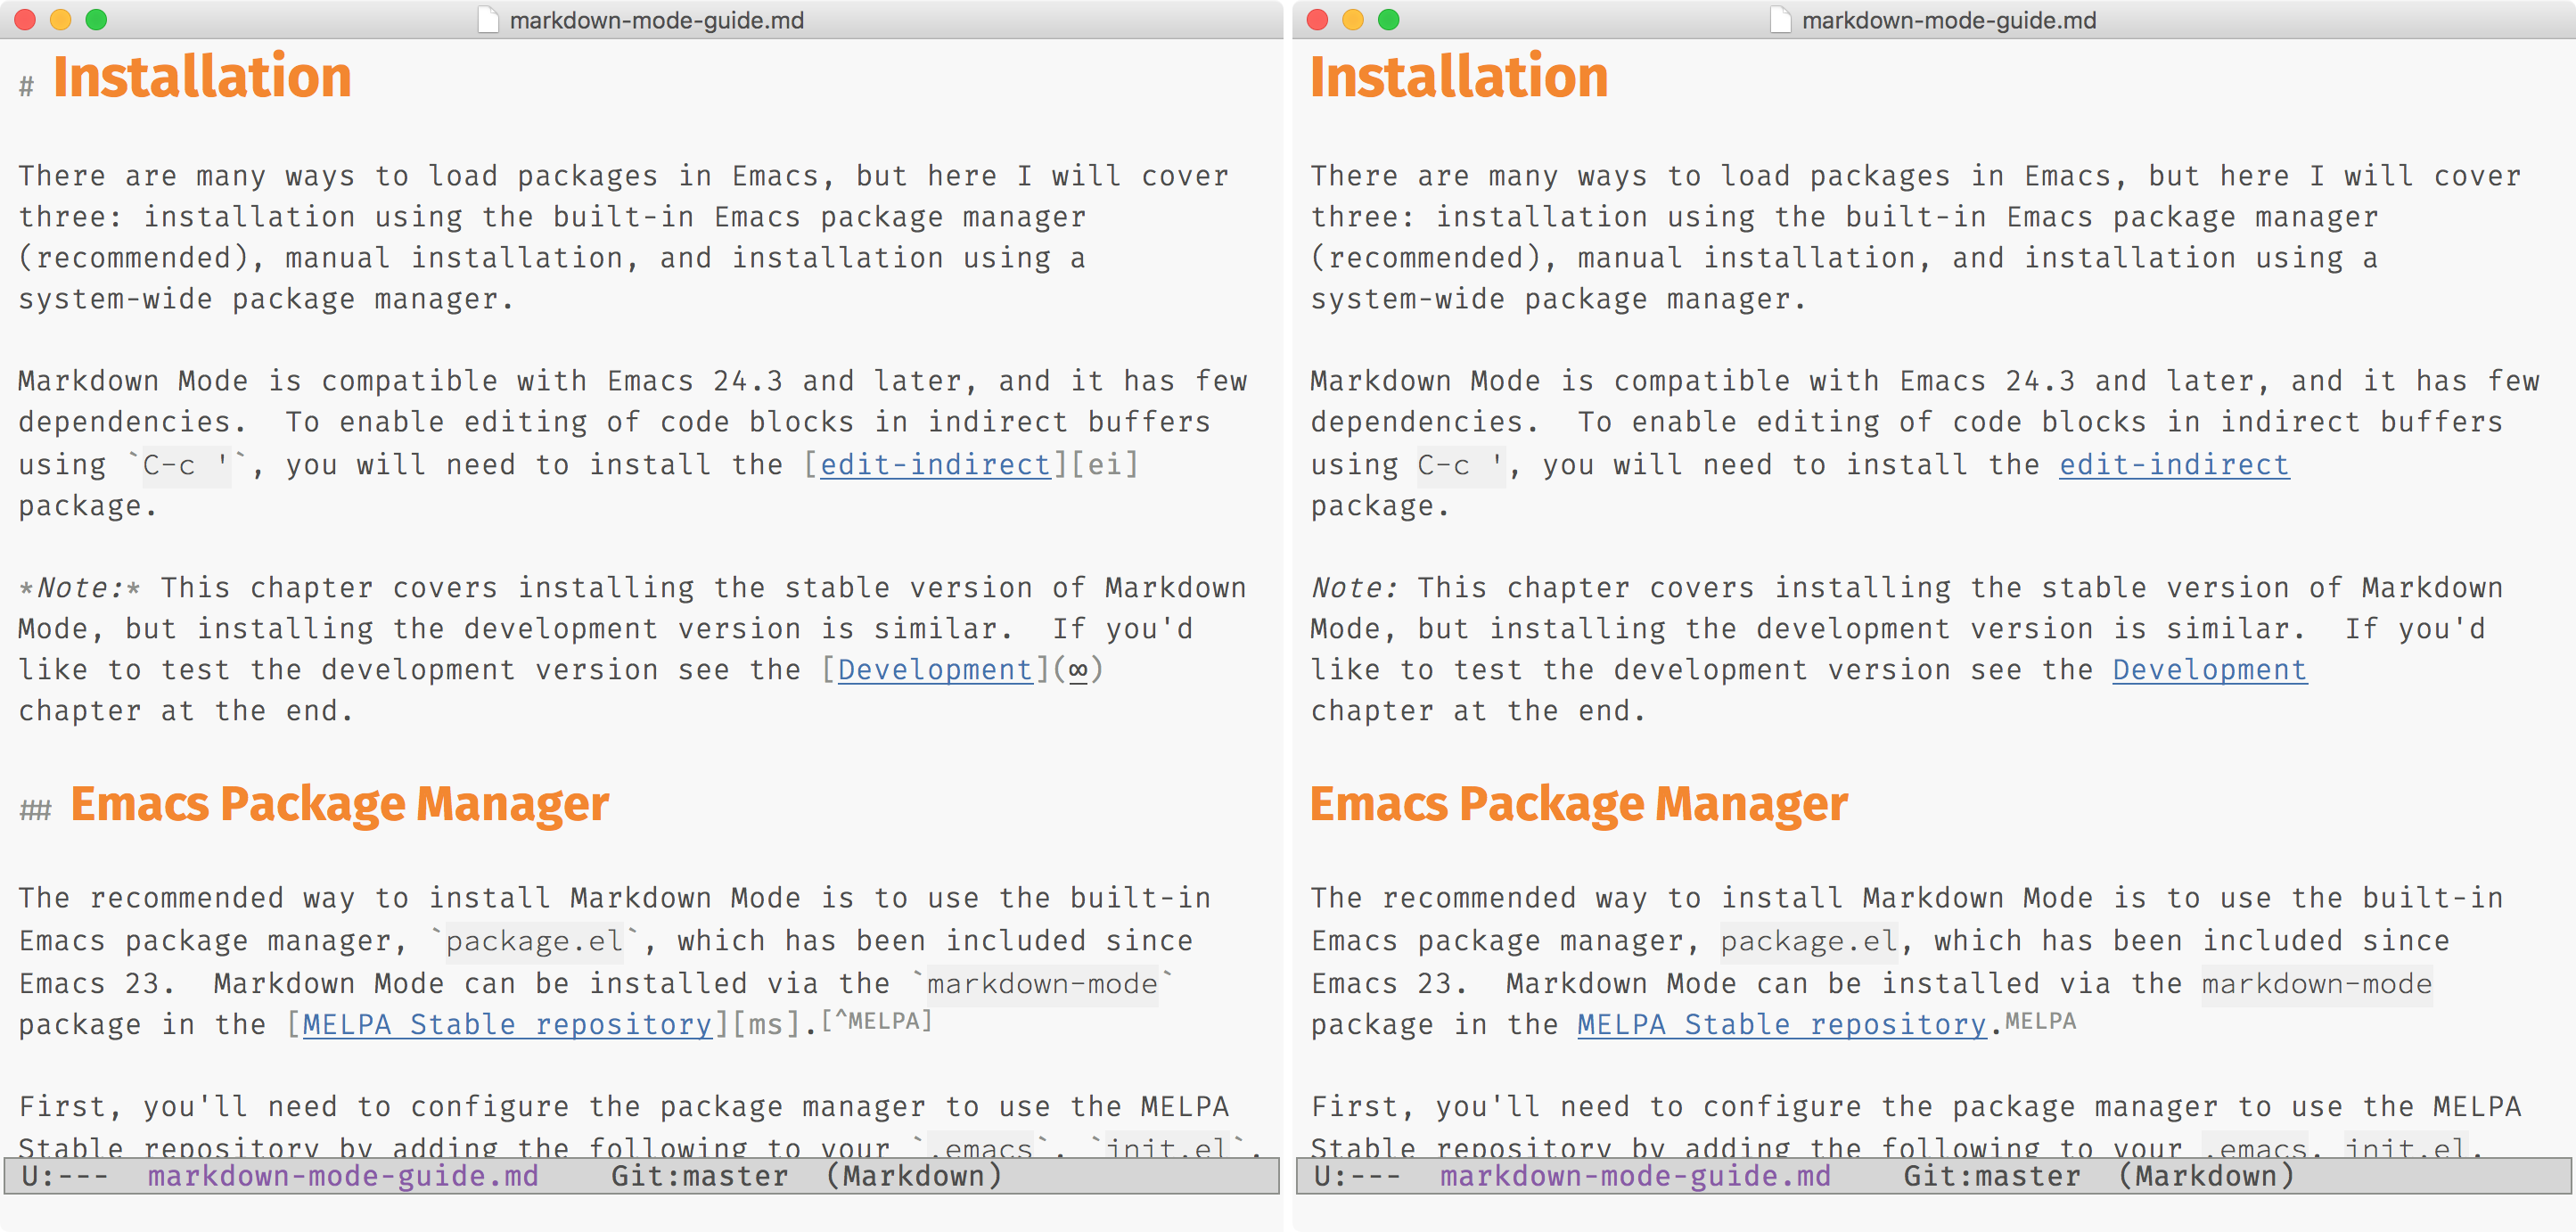 markdown-mode-guide.md
# Installation
There are many ways to load packages in Emacs, but here I will cover
three: installation using the built-in Emacs package manager
(recommended), manual installation, and installation using a
system-wide package manager.
Markdown Mode is compatible with Emacs 24.3 and later, and it has few
dependencies.  To enable editing of code blocks in indirect buffers
using `C-c '`, you will need to install the [edit-indirect][ei]
package.
*Note:* This chapter covers installing the stable version of Markdown
Mode, but installing the development version is similar.  If you'd
like to test the development version see the [Development](∞)
chapter at the end.
## Emacs Package Manager
The recommended way to install Markdown Mode is to use the built-in
Emacs package manager, `package.el`, which has been included since
Emacs 23.  Markdown Mode can be installed via the `markdown-mode`
package in the [MELPA Stable repository][ms].[^MELPA]
First, you'll need to configure the package manager to use the MELPA
Stable repository by adding the following to your `.emacs`, `init.el`,
U:---  markdown-mode-guide.md    Git:master  (Markdown)
markdown-mode-guide.md
Installation
There are many ways to load packages in Emacs, but here I will cover
three: installation using the built-in Emacs package manager
(recommended), manual installation, and installation using a
system-wide package manager.
Markdown Mode is compatible with Emacs 24.3 and later, and it has few
dependencies.  To enable editing of code blocks in indirect buffers
using C-c ', you will need to install the edit-indirect
package.
Note: This chapter covers installing the stable version of Markdown
Mode, but installing the development version is similar.  If you'd
like to test the development version see the Development
chapter at the end.
Emacs Package Manager
The recommended way to install Markdown Mode is to use the built-in
Emacs package manager, package.el, which has been included since
Emacs 23.  Markdown Mode can be installed via the markdown-mode
package in the MELPA Stable repository.MELPA
First, you'll need to configure the package manager to use the MELPA
Stable repository by adding the following to your .emacs, init.el,
U:---  markdown-mode-guide.md    Git:master  (Markdown)